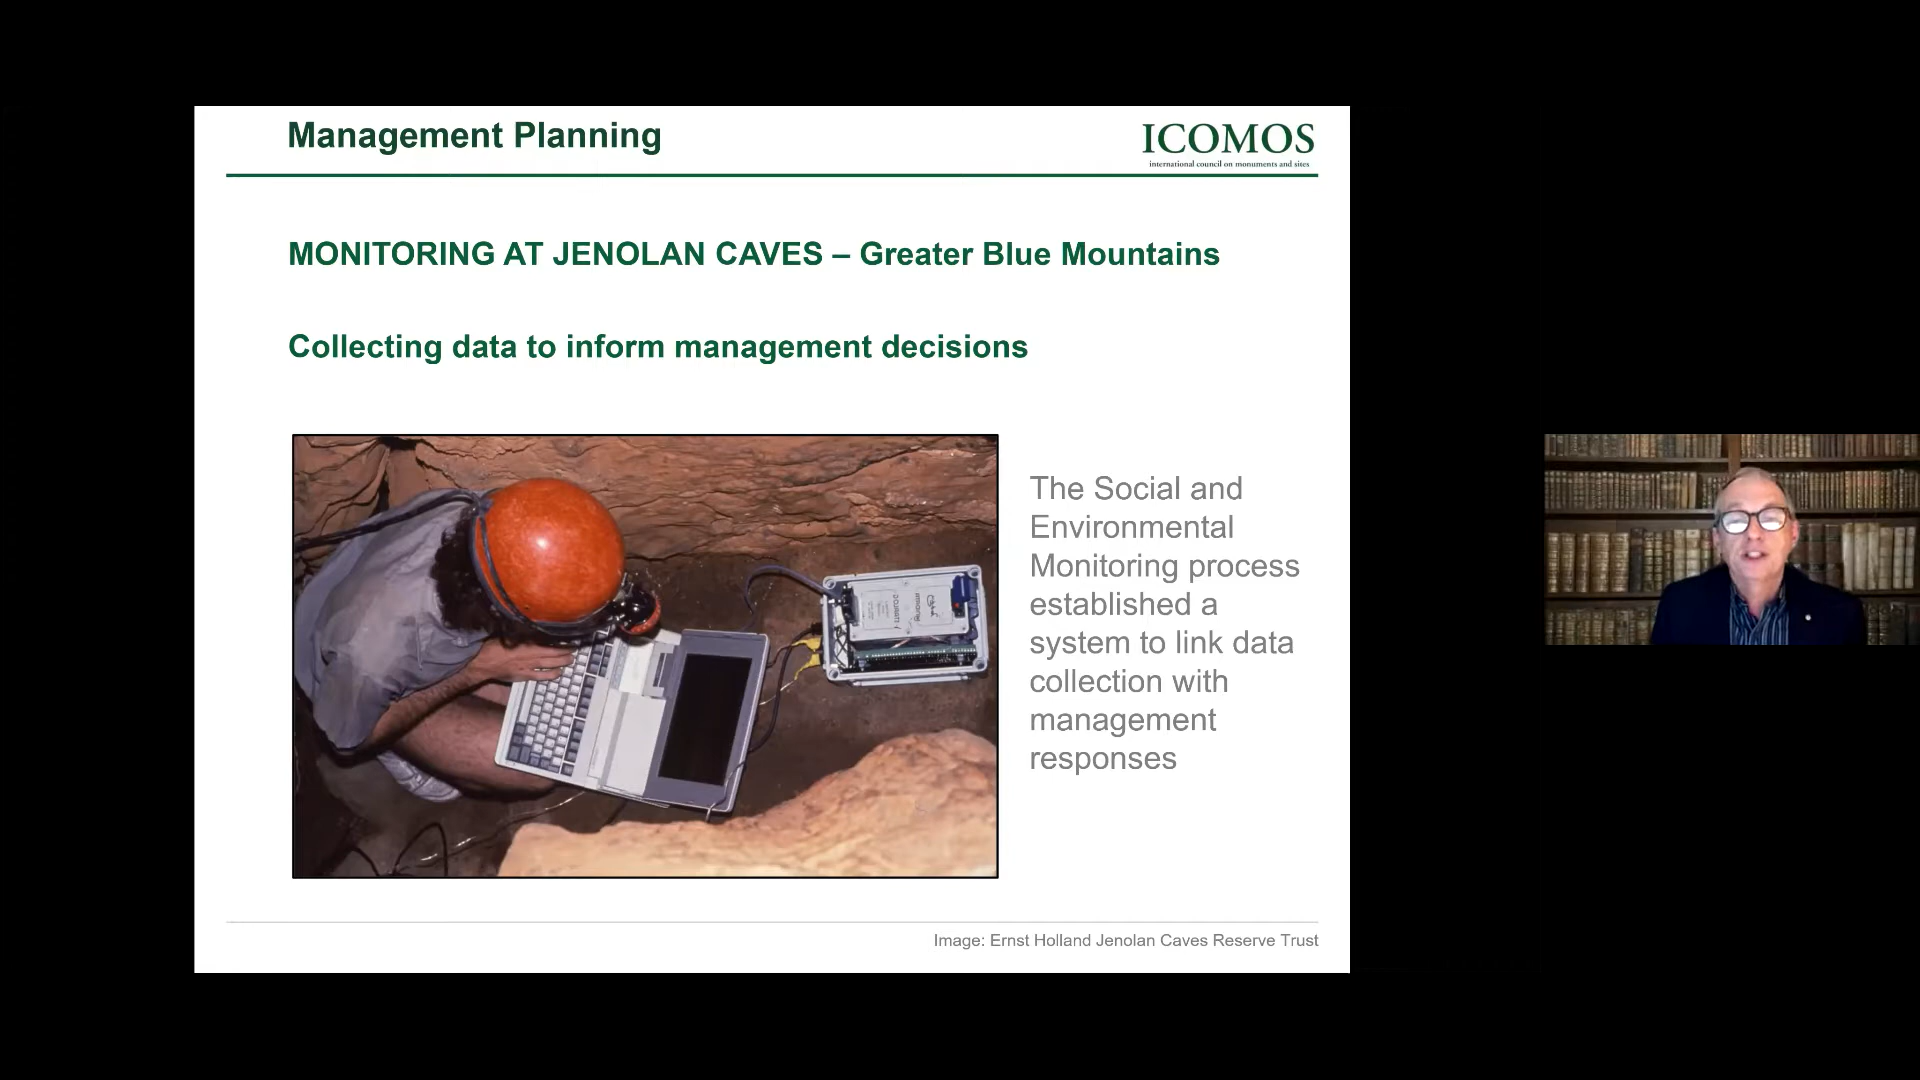 Management Planning
ICOMOS
international council on monuments and sites
MONITORING AT JENOLAN CAVES – Greater Blue Mountains
Collecting data to inform management decisions
The Social and
Environmental
Monitoring process
established a
system to link data
collection with
management
responses
Image: Ernst Holland Jenolan Caves Reserve Trust